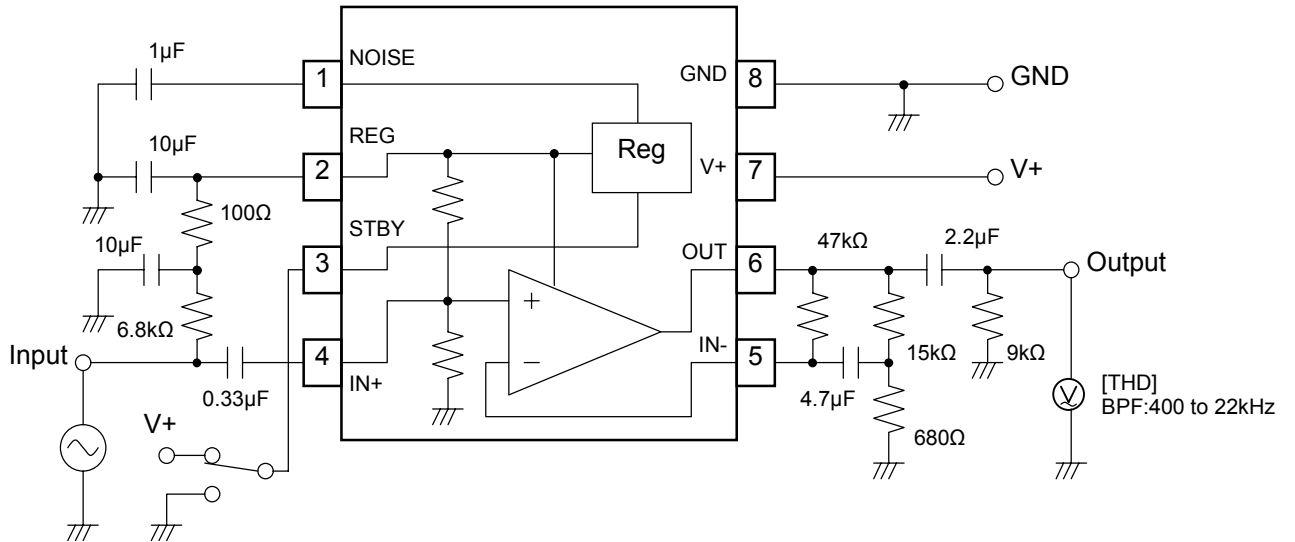 1µF
1
NOISE
GND
8
GND
10µF
2
REG
Reg
V+
7
V+
100Ω
10µF
3
STBY
OUT
6
47kΩ
2.2µF
Output
6.8kΩ
+
−
Input
4
IN+
0.33µF
IN-
5
15kΩ
9kΩ
4.7µF
680Ω
V
[THD]
BPF:400 to 22kHz
V+